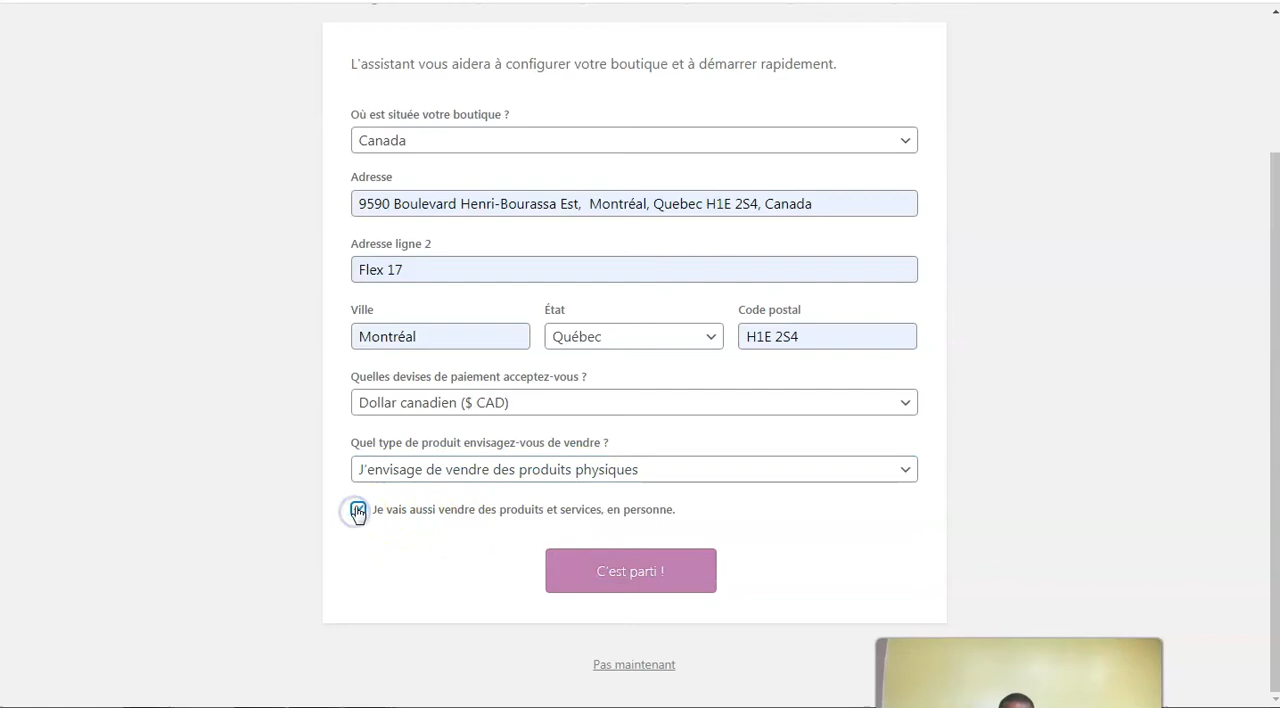 L'assistant vous aidera à configurer votre boutique et à démarrer rapidement.
Où est située votre boutique ?
Canada
Adresse
9590 Boulevard Henri-Bourassa Est,  Montréal, Quebec H1E 2S4, Canada
Adresse ligne 2
Flex 17
Ville État Code postal
Montréal Québec H1E 2S4
Quelles devises de paiement acceptez-vous ?
Dollar canadien ($ CAD)
Quel type de produit envisagez-vous de vendre ?
J'envisage de vendre des produits physiques
Je vais aussi vendre des produits et services, en personne.
C'est parti !
Pas maintenant